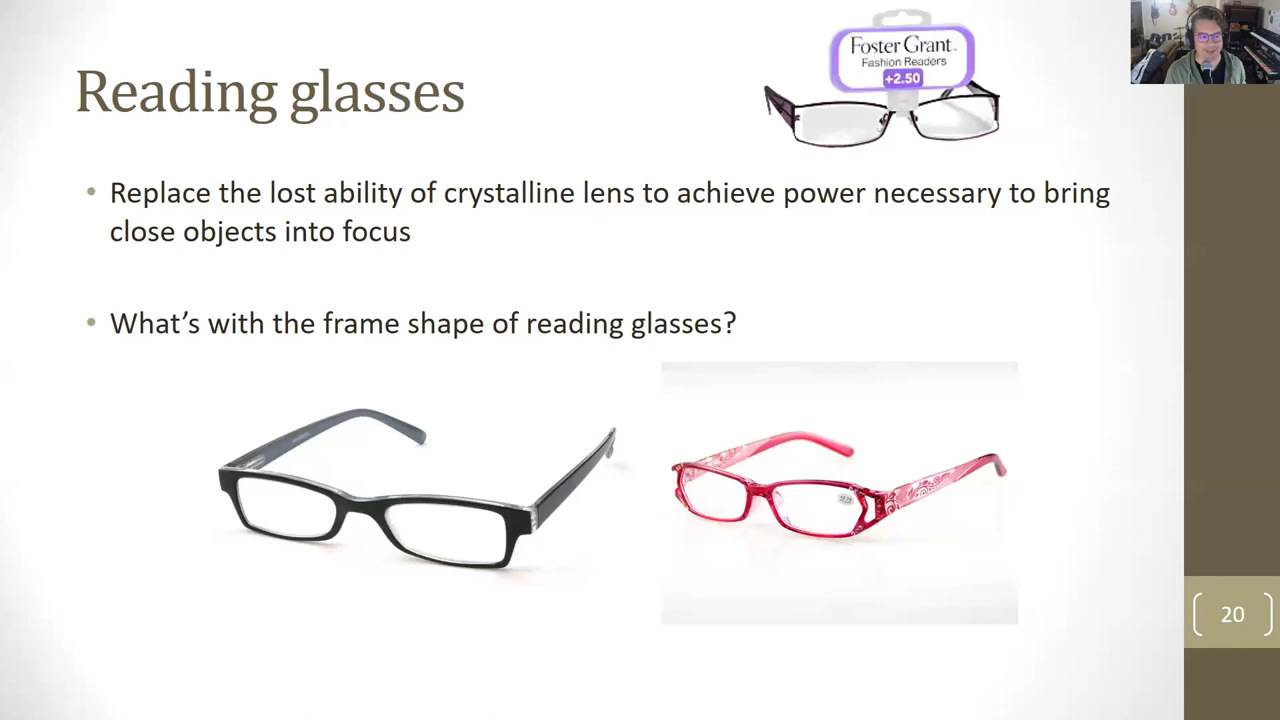 Foster Grant
Fashion Readers
+2.50
Reading glasses
• Replace the lost ability of crystalline lens to achieve power necessary to bring
close objects into focus
• What’s with the frame shape of reading glasses?
20